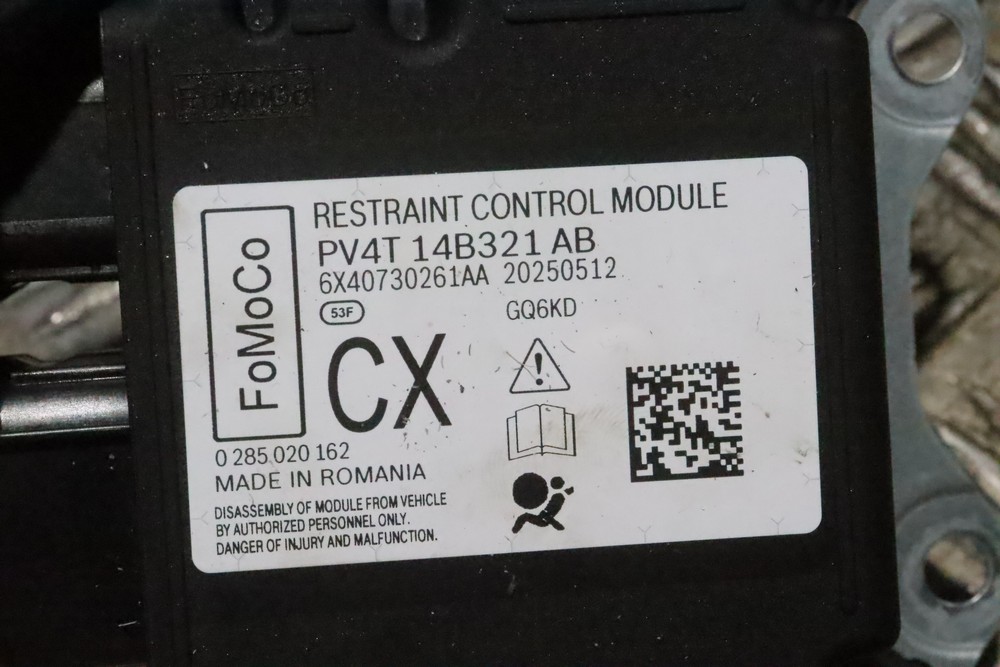 FoMoCo
RESTRAINT CONTROL MODULE
PV4T 14B321 AB
6X40730261AA 20250512
53F GQ6KD
CX
0 285 020 162
MADE IN ROMANIA
DISASSEMBLY OF MODULE FROM VEHICLE
BY AUTHORIZED PERSONNEL ONLY.
DANGER OF INJURY AND MALFUNCTION.